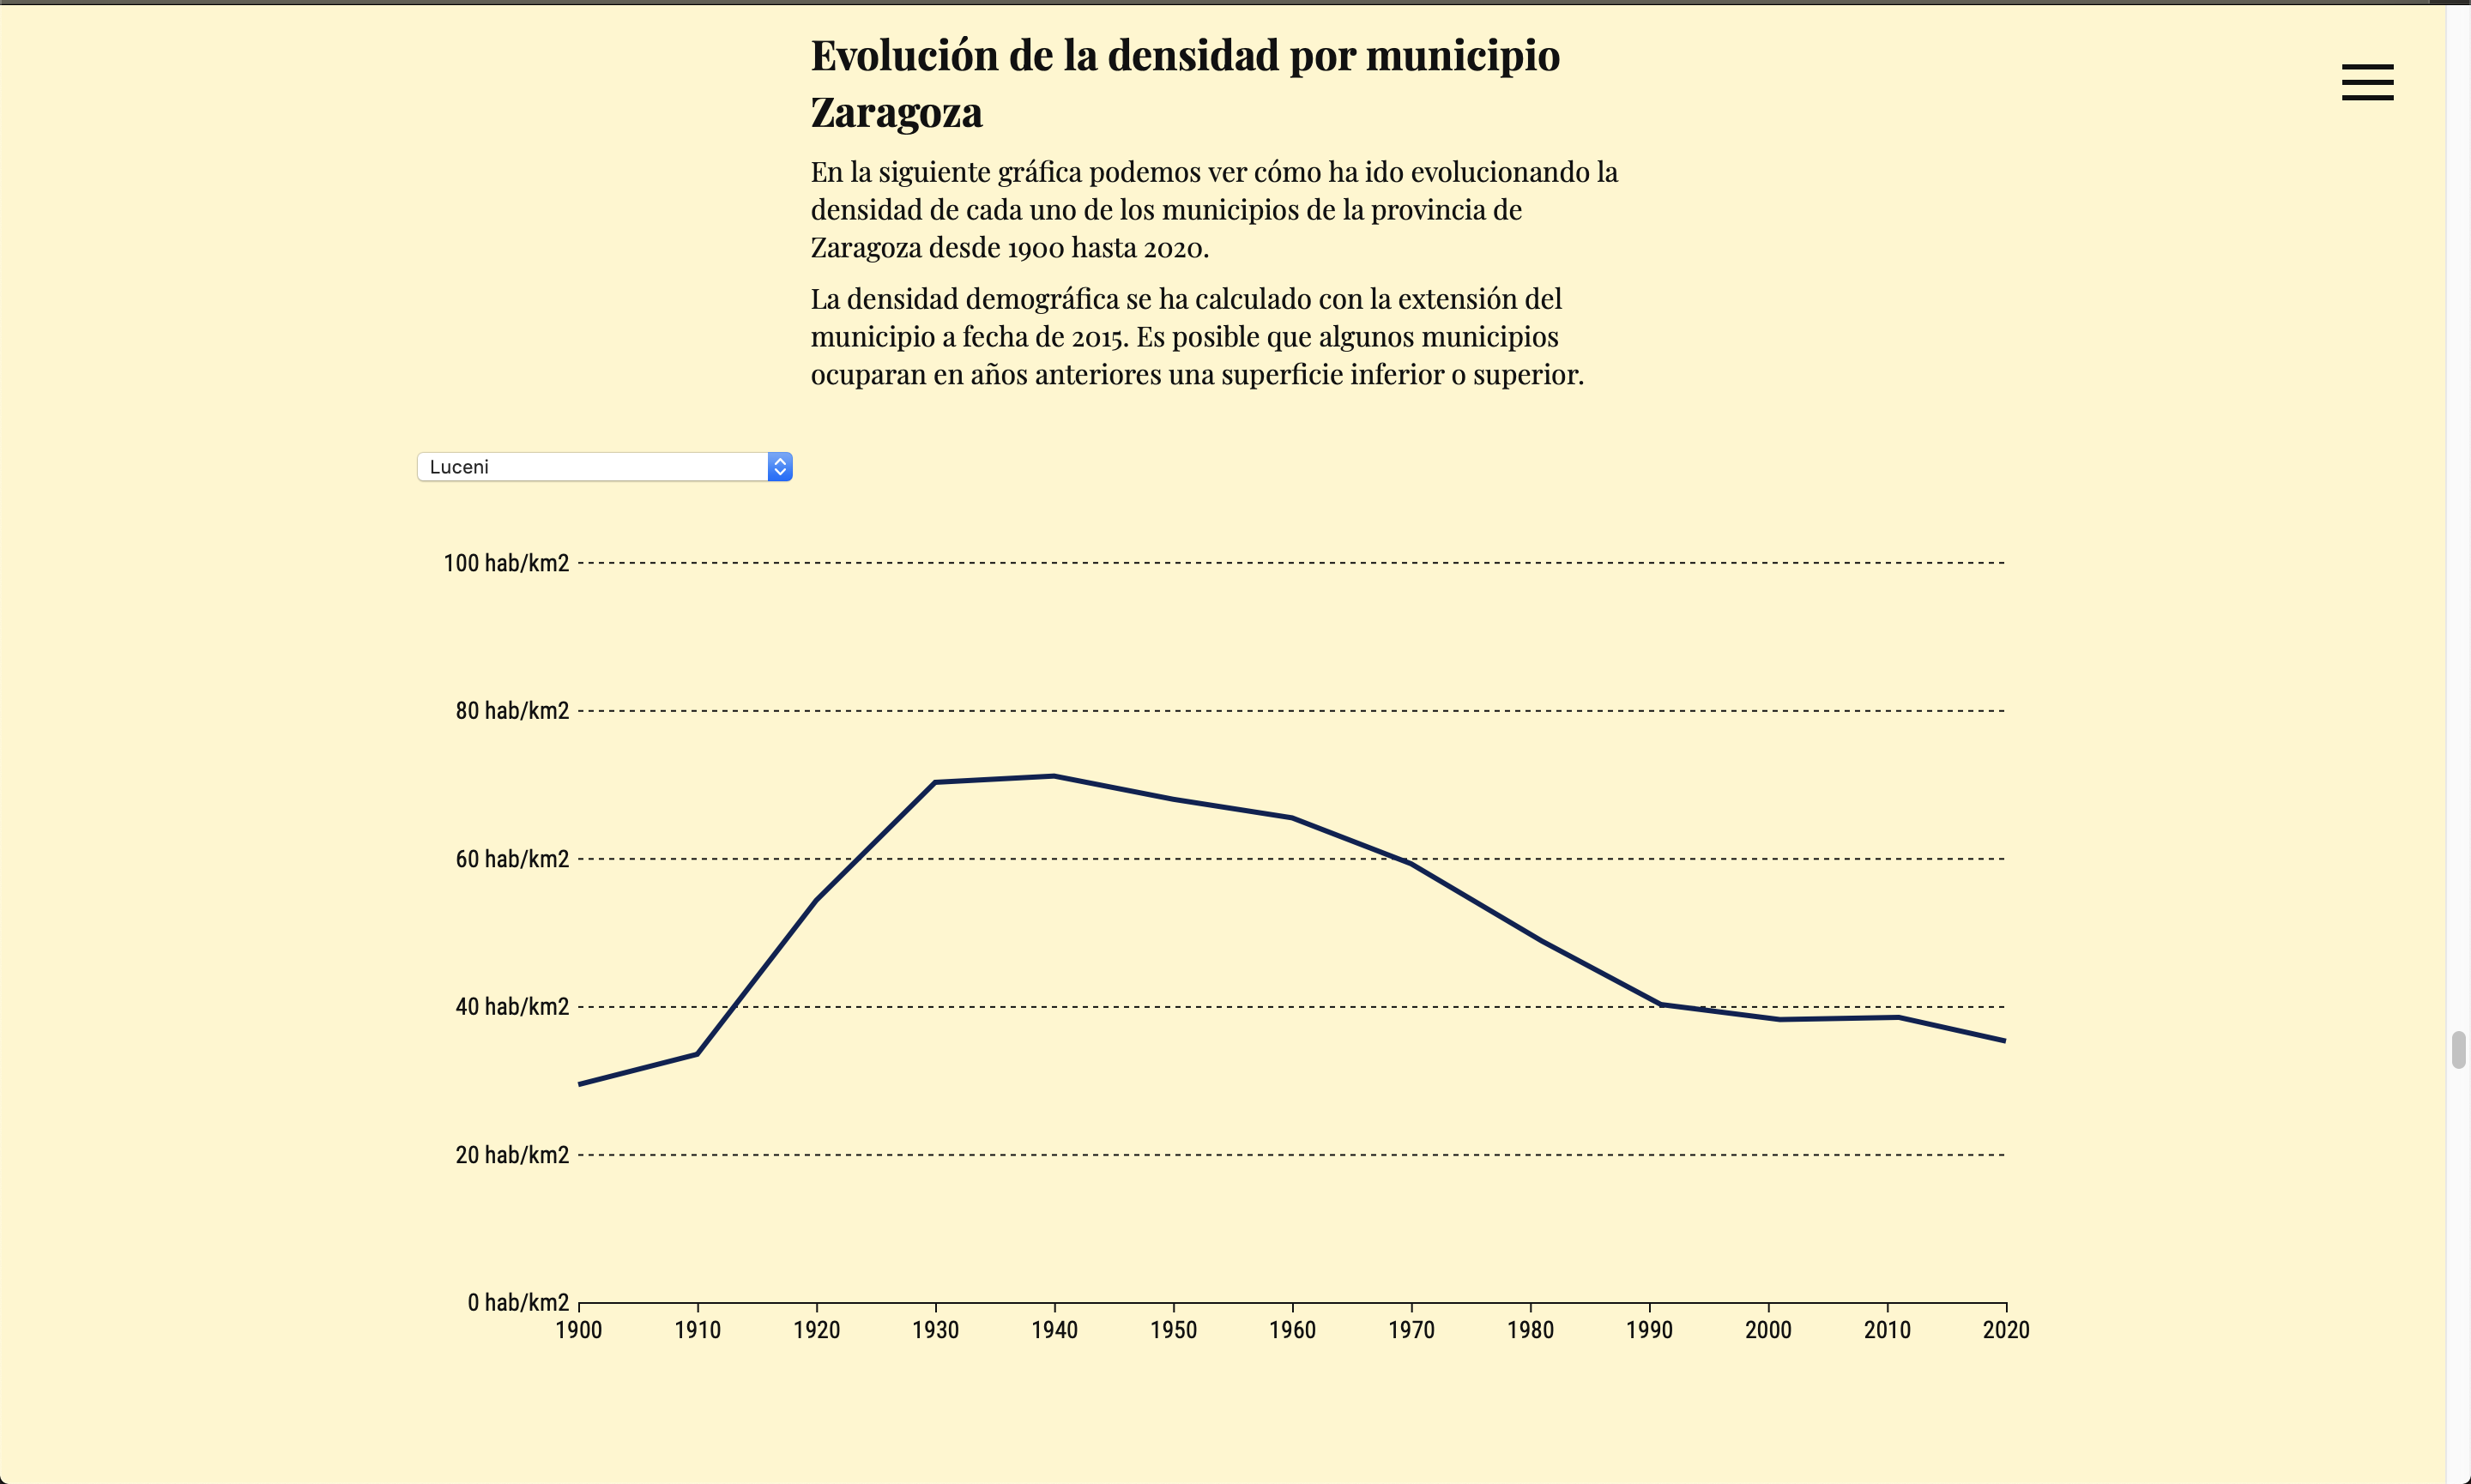 Evolución de la densidad por municipio
Zaragoza
En la siguiente gráfica podemos ver cómo ha ido evolucionando la
densidad de cada uno de los municipios de la provincia de
Zaragoza desde 1900 hasta 2020.
La densidad demográfica se ha calculado con la extensión del
municipio a fecha de 2015. Es posible que algunos municipios
ocuparan en años anteriores una superficie inferior o superior.
Luceni
100 hab/km2
80 hab/km2
60 hab/km2
40 hab/km2
20 hab/km2
0 hab/km2
1900 1910 1920 1930 1940 1950 1960 1970 1980 1990 2000 2010 2020